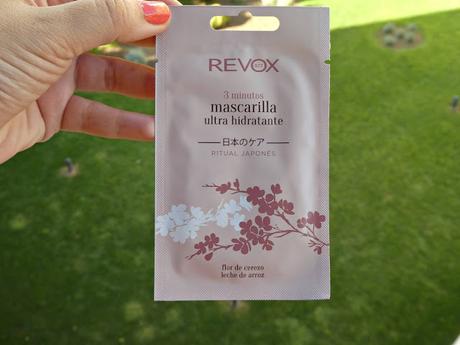 REVOX
B77
3 minutos
mascarilla
ultra hidratante
日本のケア
RITUAL JAPONÉS
flor de cerezo
leche de arroz